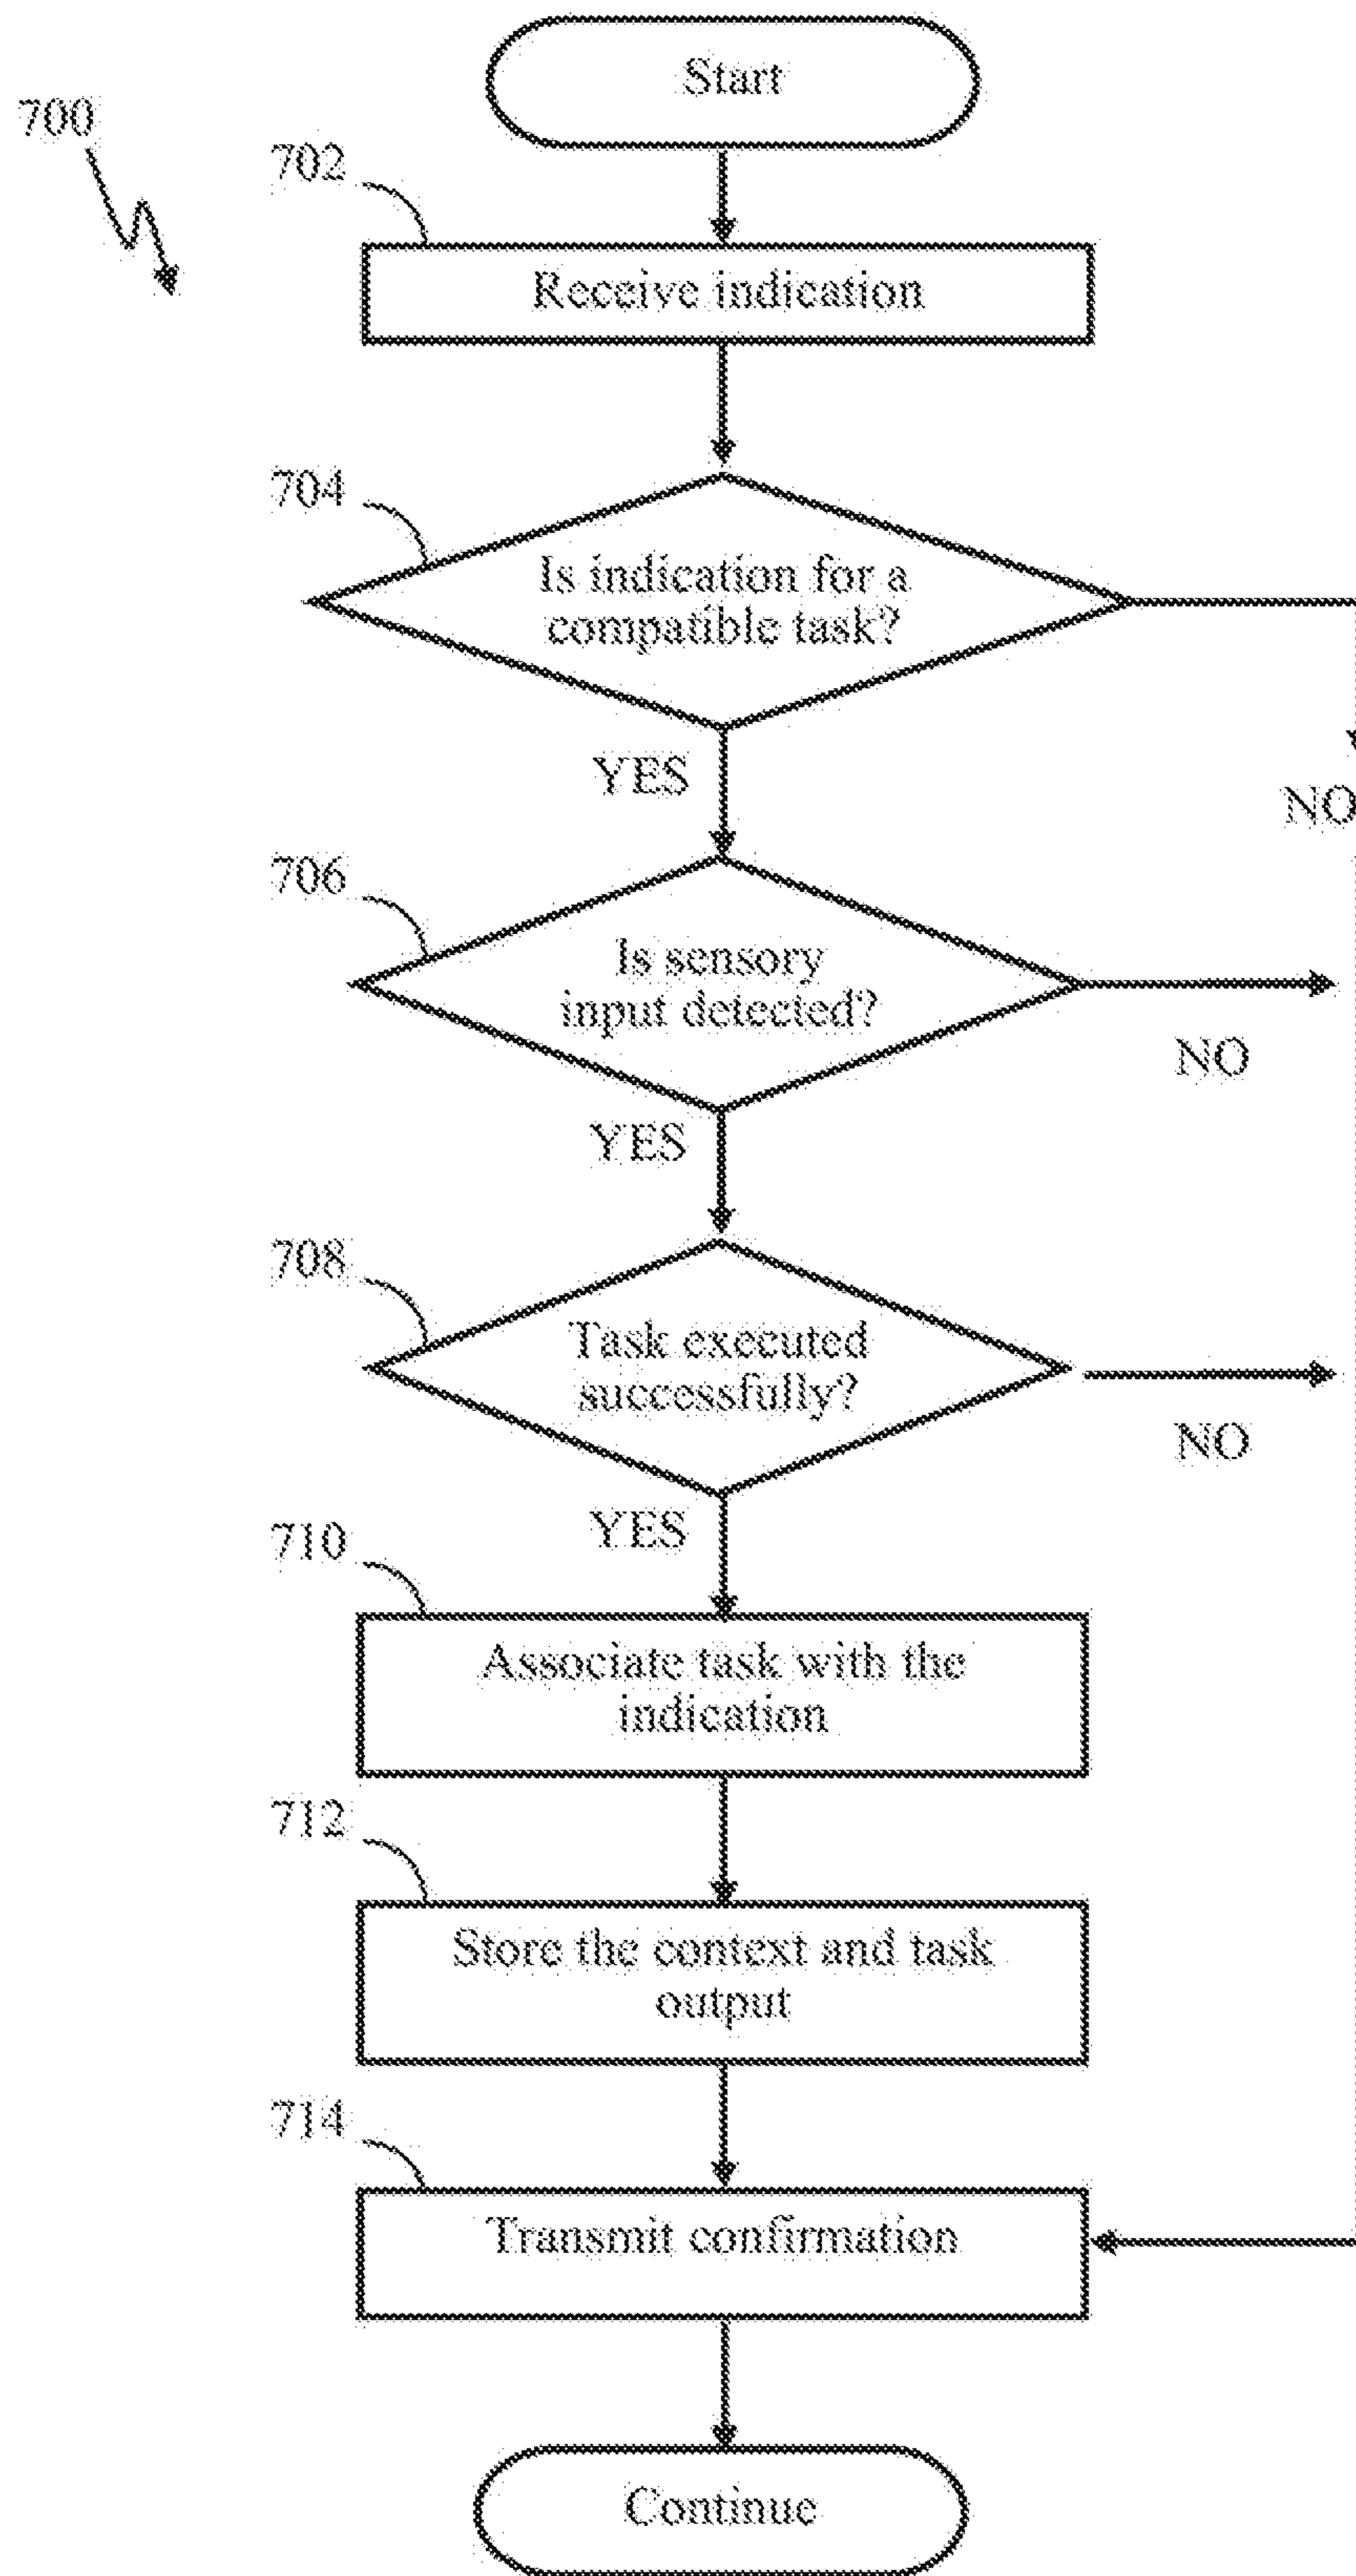 Start
700
702
Receive indication
704
Is indication for a
compatible task?
YES
NO
706
Is sensory
input detected?
NO
YES
708
Task executed
successfully?
NO
YES
710
Associate task with the
indication
712
Store the context and task
output
714
Transmit confirmation
Continue